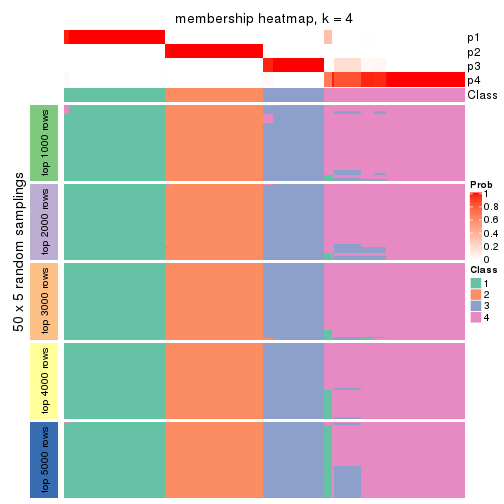 membership heatmap, k = 4
p1
p2
p3
p4
Class
50 x 5 random samplings
top 1000 rows
top 2000 rows
top 3000 rows
top 4000 rows
top 5000 rows
Prob
1
0.8
0.6
0.4
0.2
0
Class
1
2
3
4